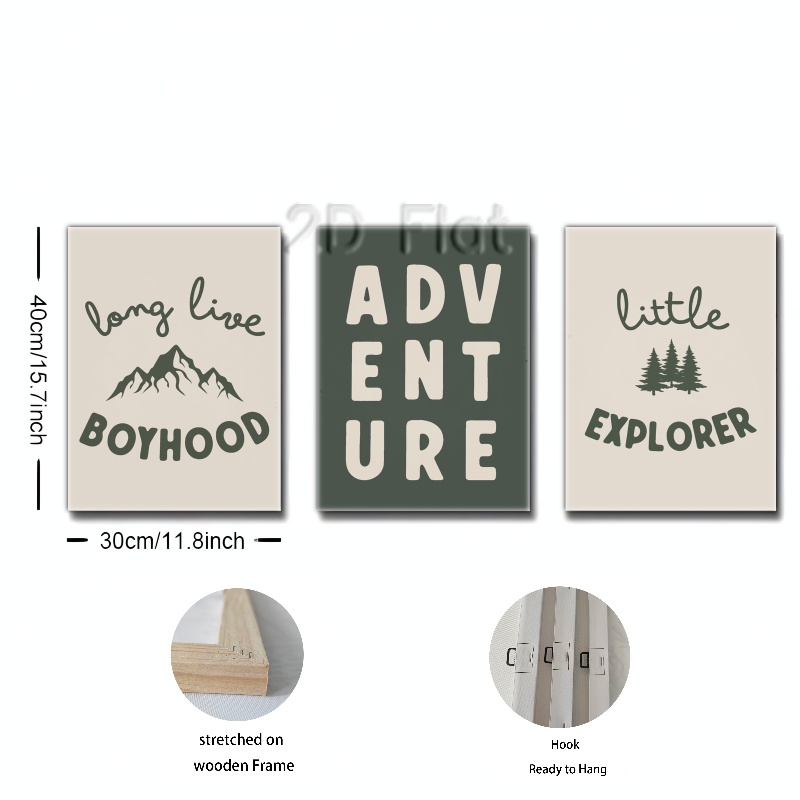 2D Flat
long live
BOYHOOD
ADV
ENT
URE
little
EXPLORER
40cm/15.7inch
30cm/11.8inch
stretched on
wooden Frame
Hook
Ready to Hang